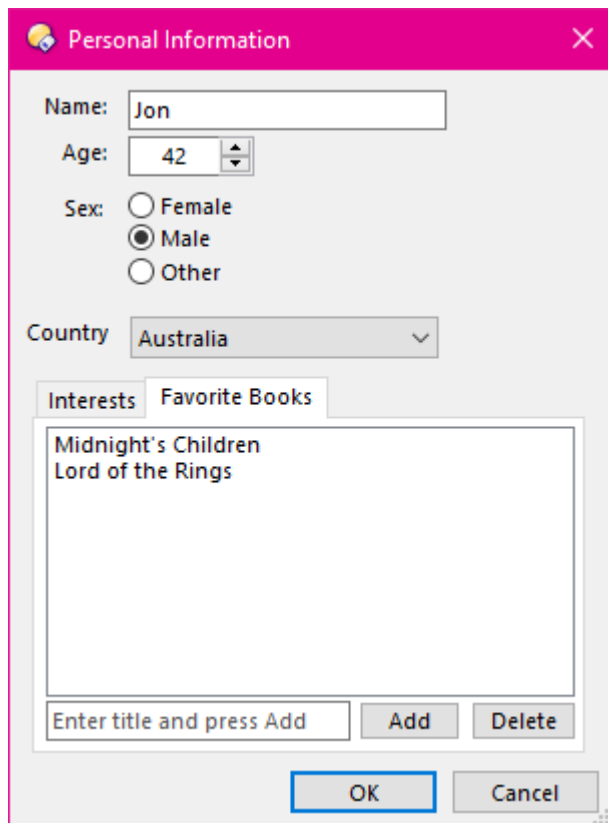 Personal Information
Name: Jon
Age: 42
Sex: Female
Male
Other
Country Australia
Interests Favorite Books
Midnight's Children
Lord of the Rings
Enter title and press Add Add Delete
OK Cancel